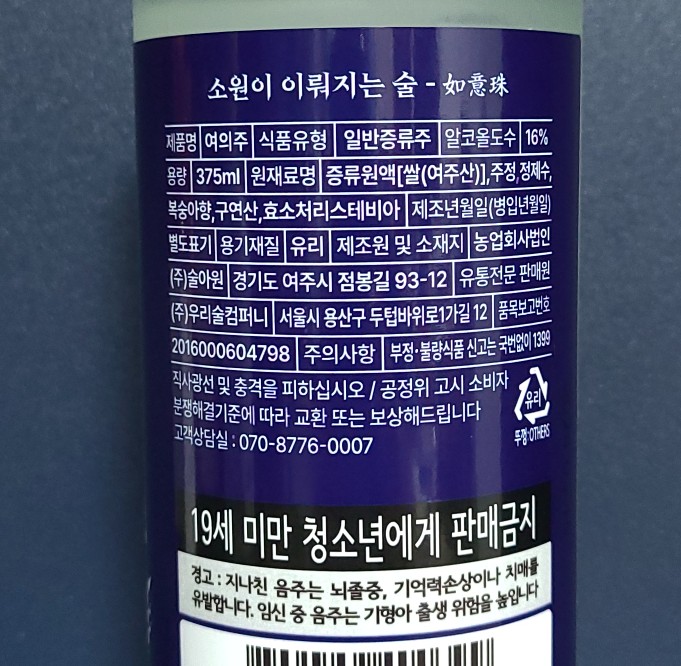 소원이 이뤄지는 술 - 如意珠
제품명 여의주 식품유형 일반증류주 알코올도수 16%
용량 375ml 원재료명 증류원액[쌀(여주산)],주정,정제수,
복숭아향,구연산,효소처리스테비아 제조년월일(병입년월일)
별도표기 용기재질 유리 제조원 및 소재지 농업회사법인
(주)술아원 경기도 여주시 점봉길 93-12 유통전문 판매원
(주)우리술컴퍼니 서울시 용산구 두텁바위로1가길 12 품목보고번호
2016000604798 주의사항 부정·불량식품 신고는 국번없이 1399
직사광선 및 충격을 피하십시오 / 공정위 고시 소비자
분쟁해결기준에 따라 교환 또는 보상해드립니다
고객상담실 : 070-8776-0007
유리
뚜껑:OTHERS
19세 미만 청소년에게 판매금지
경고 : 지나친 음주는 뇌졸중, 기억력손상이나 치매를
유발합니다. 임신 중 음주는 기형아 출생 위험을 높입니다